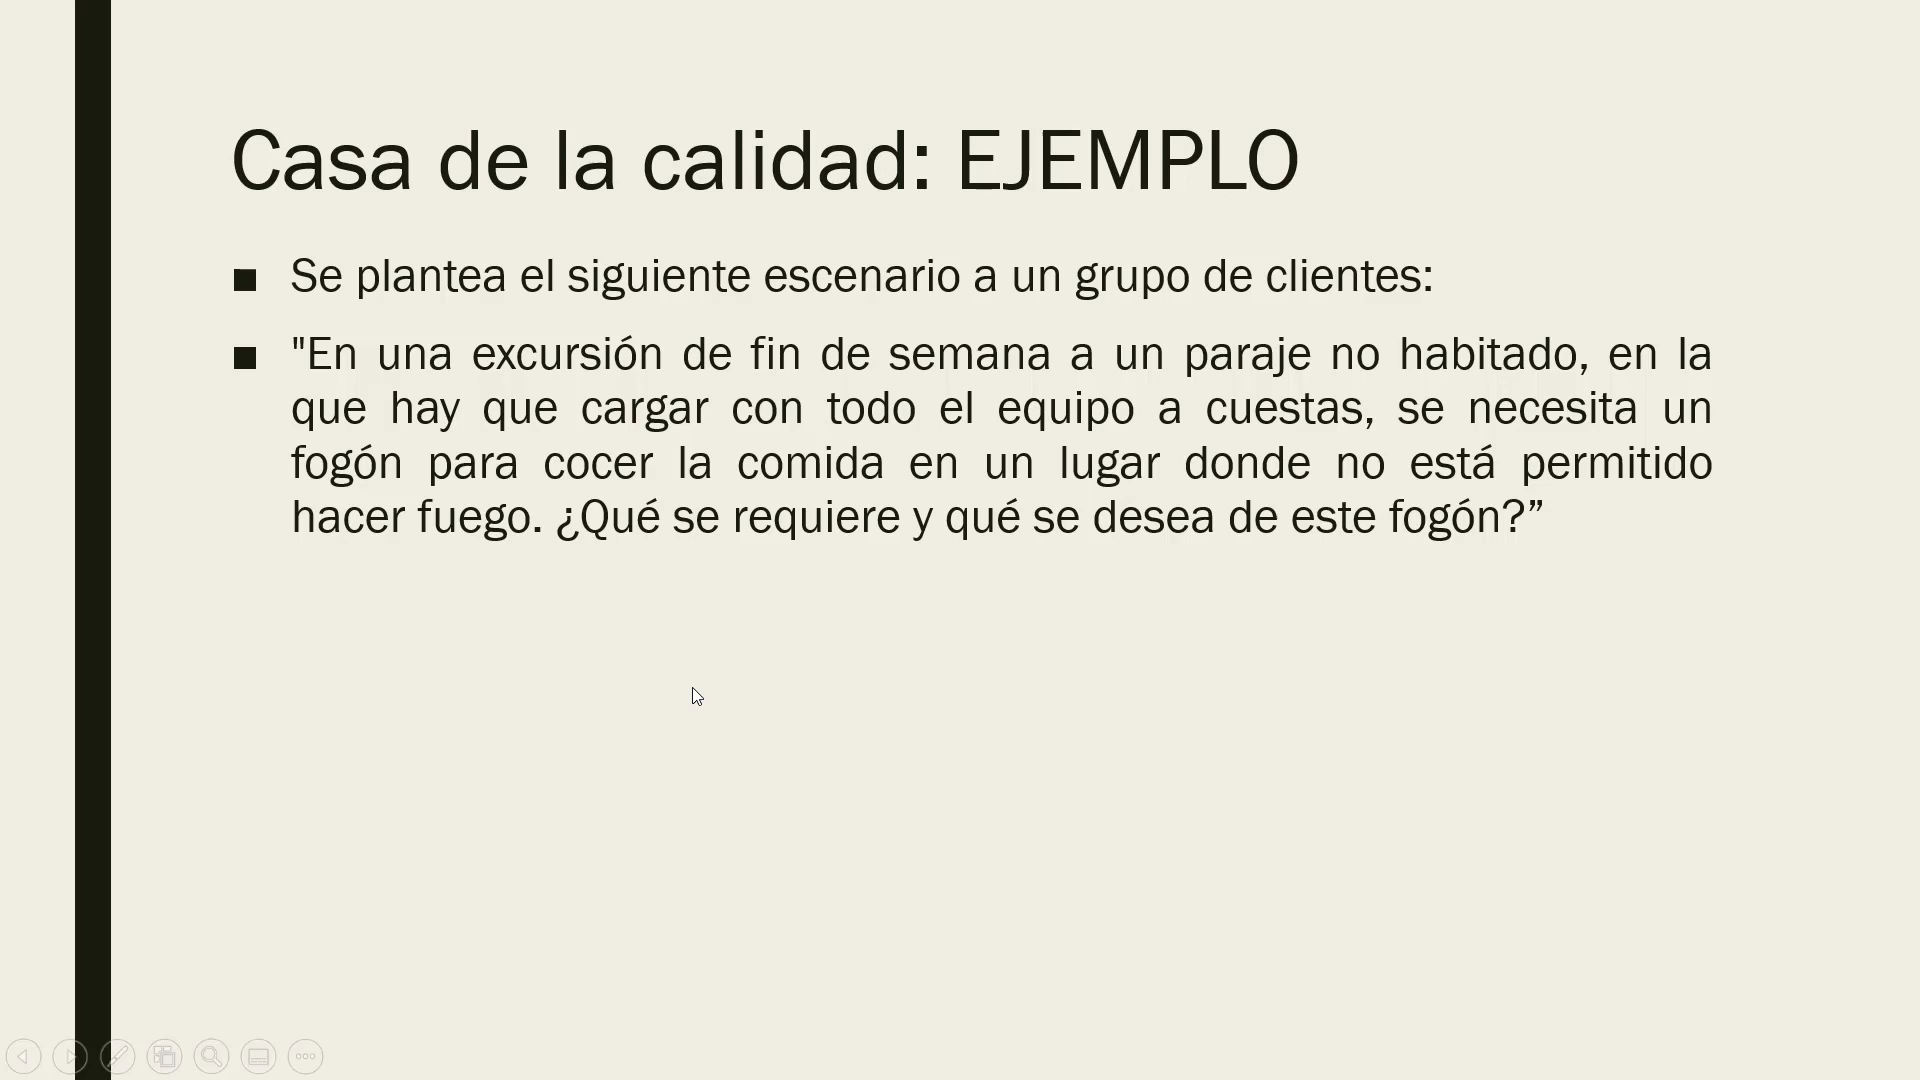 Casa de la calidad: EJEMPLO
■ Se plantea el siguiente escenario a un grupo de clientes:
■ "En una excursión de fin de semana a un paraje no habitado, en la
que hay que cargar con todo el equipo a cuestas, se necesita un
fogón para cocer la comida en un lugar donde no está permitido
hacer fuego. ¿Qué se requiere y qué se desea de este fogón?”